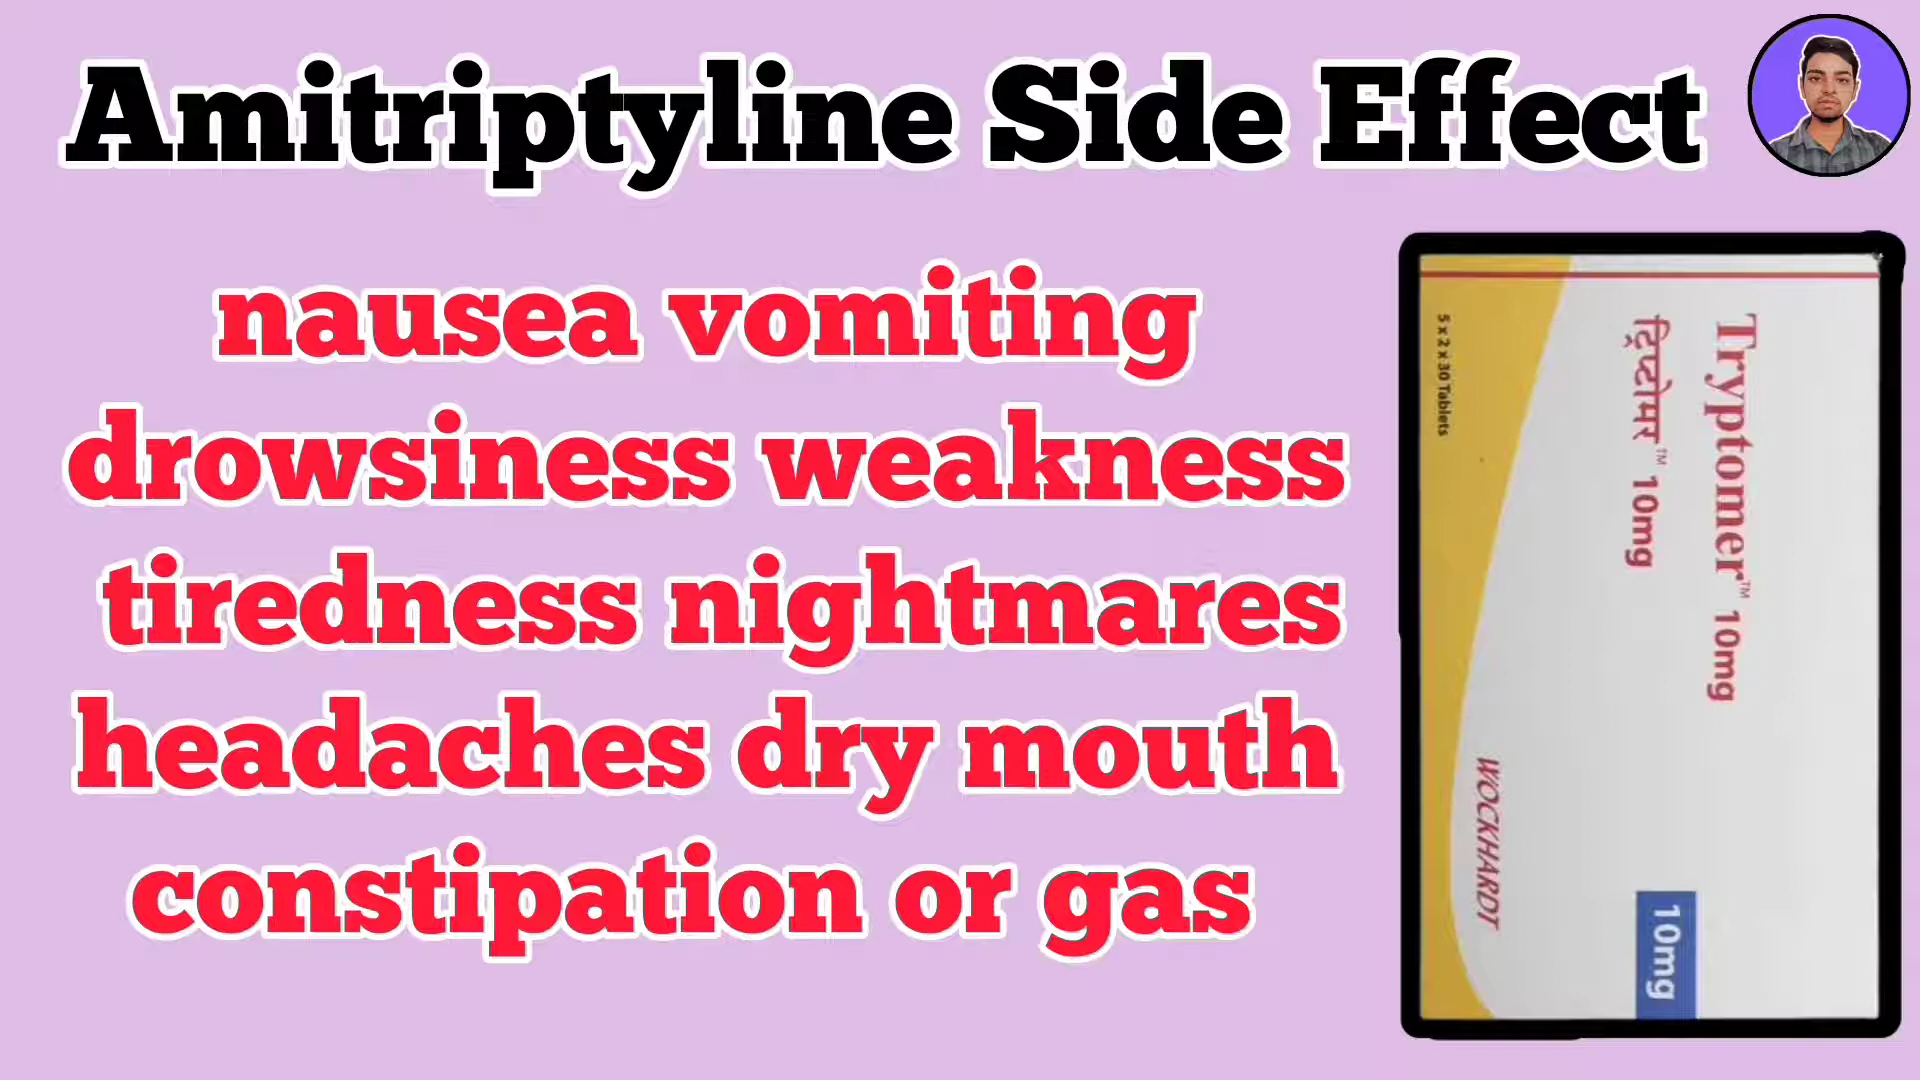 Amitriptyline Side Effect
nausea vomiting
drowsiness weakness
tiredness nightmares
headaches dry mouth
constipation or gas
Tryptomer™ 10mg
ट्रिप्टोमर™ 10mg
5 x 2 x 30 Tablets
WOCKHARDT
10mg